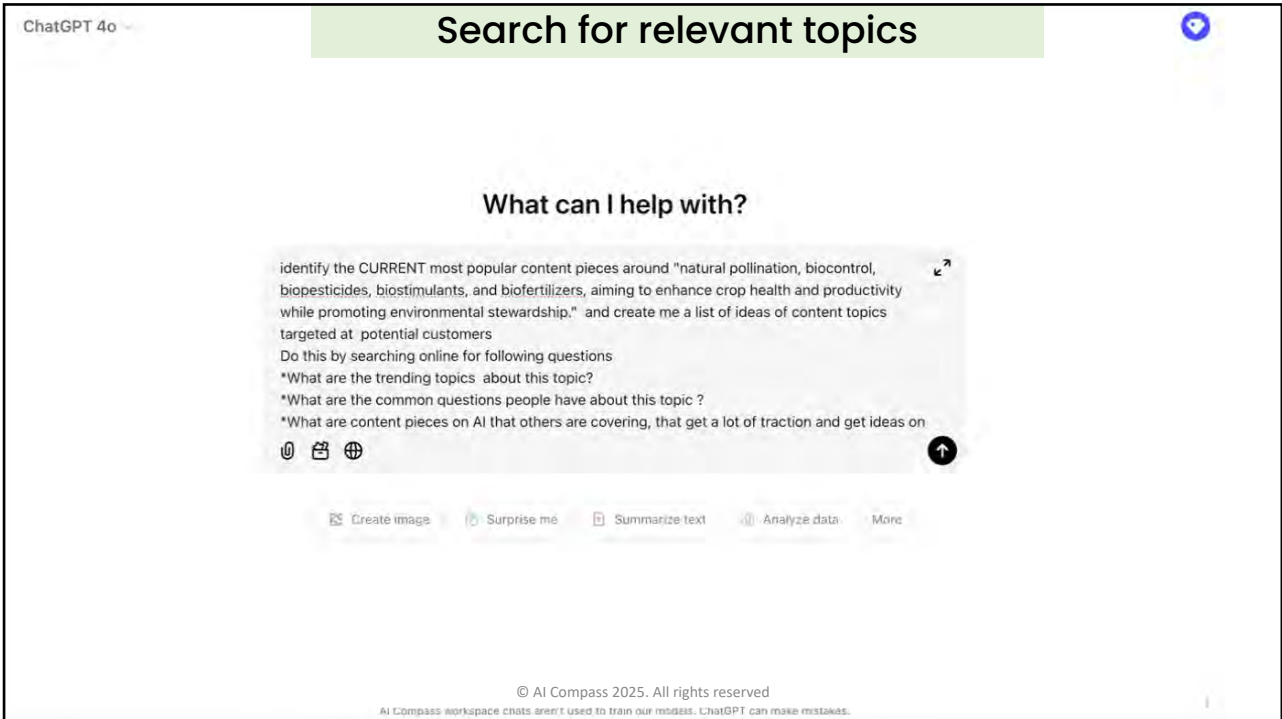 ChatGPT 4o
Search for relevant topics
What can I help with?
identify the CURRENT most popular content pieces around "natural pollination, biocontrol,
biopesticides, biostimulants, and biofertilizers, aiming to enhance crop health and productivity
while promoting environmental stewardship."  and create me a list of ideas of content topics
targeted at  potential customers
Do this by searching online for following questions
*What are the trending topics  about this topic?
*What are the common questions people have about this topic ?
*What are content pieces on AI that others are covering, that get a lot of traction and get ideas on
Create image
Surprise me
Summarize text
Analyze data
More
© AI Compass 2025. All rights reserved
AI Compass workspace chats aren't used to train our models. ChatGPT can make mistakes.